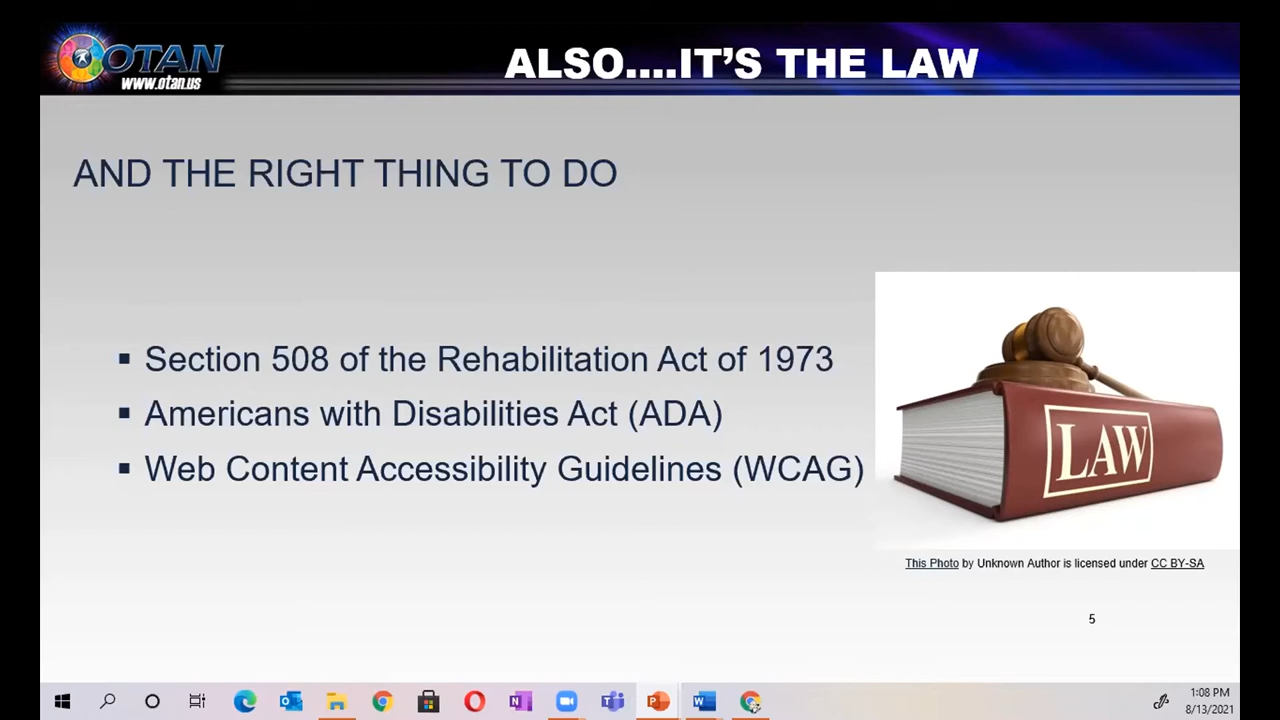 OTAN
www.otan.us
ALSO....IT’S THE LAW
AND THE RIGHT THING TO DO
▪ Section 508 of the Rehabilitation Act of 1973
▪ Americans with Disabilities Act (ADA)
▪ Web Content Accessibility Guidelines (WCAG)
LAW
This Photo by Unknown Author is licensed under CC BY-SA
5
1:08 PM
8/13/2021